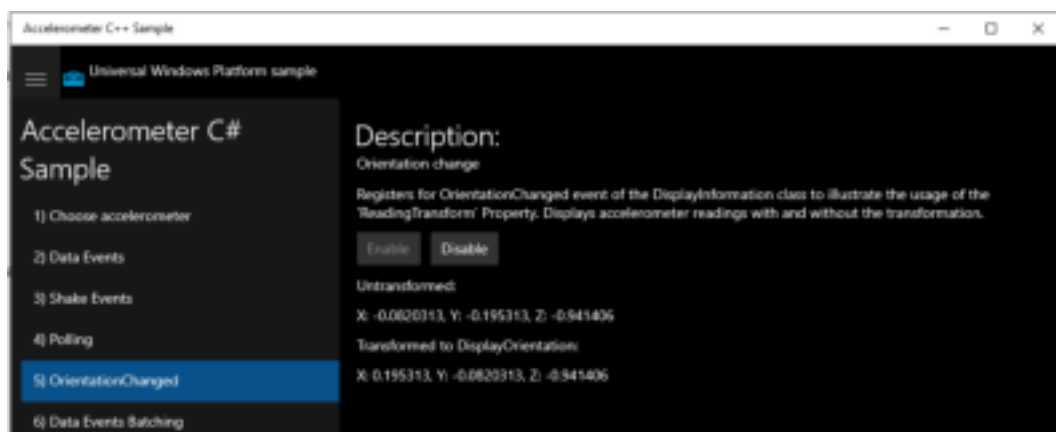 Accelerometer C++ Sample
Universal Windows Platform sample
Accelerometer C#
Sample
1) Choose accelerometer
2) Data Events
3) Shake Events
4) Polling
5) OrientationChanged
6) Data Events Batching
Description:
Orientation change
Registers for OrientationChanged event of the DisplayInformation class to illustrate the usage of the
'ReadingTransform' Property. Displays accelerometer readings with and without the transformation.
Enable Disable
Untransformed:
X: -0.0820313, Y: -0.195313, Z: -0.941406
Transformed to DisplayOrientation:
X: 0.195313, Y: -0.0820313, Z: -0.941406